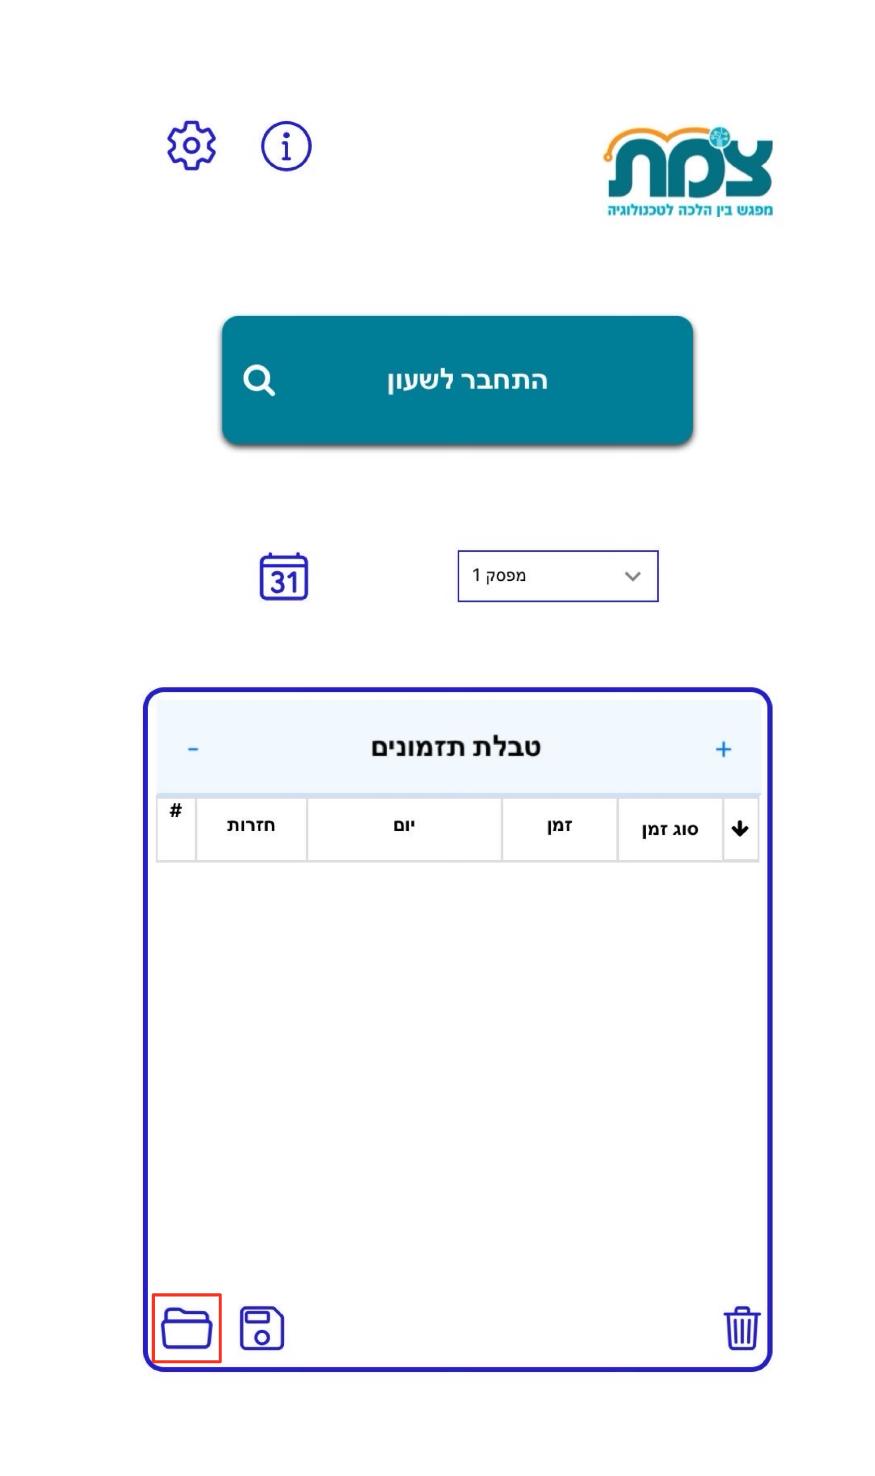 צמת
מפגש בין הלכה לטכנולוגיה
התחבר לשעון
מפסק 1
31
+ טבלת תזמונים -
סוג זמן זמן יום חזרות #